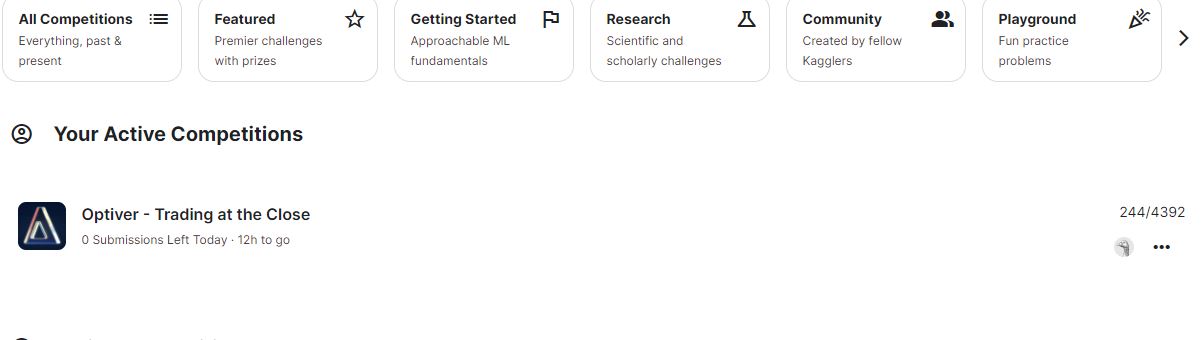 All Competitions
Everything, past &
present
Featured
Premier challenges
with prizes
Getting Started
Approachable ML
fundamentals
Research
Scientific and
scholarly challenges
Community
Created by fellow
Kagglers
Playground
Fun practice
problems
Your Active Competitions
Optiver - Trading at the Close
244/4392
0 Submissions Left Today · 12h to go